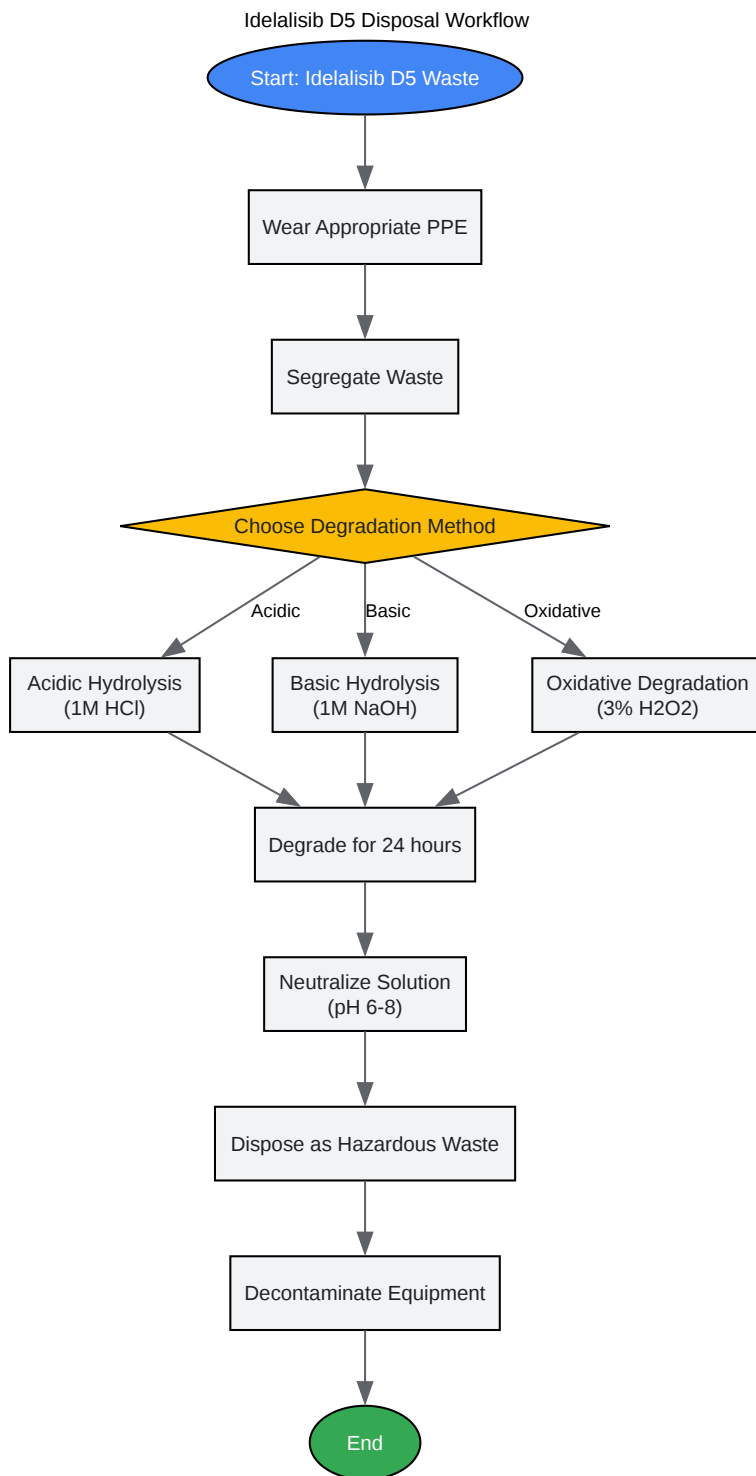 Idelalisib D5 Disposal Workflow
Start: Idelalisib D5 Waste
Wear Appropriate PPE
Segregate Waste
Choose Degradation Method
Acidic
Basic
Oxidative
Acidic Hydrolysis
(1M HCl)
Basic Hydrolysis
(1M NaOH)
Oxidative Degradation
(3% H2O2)
Degrade for 24 hours
Neutralize Solution
(pH 6-8)
Dispose as Hazardous Waste
Decontaminate Equipment
End